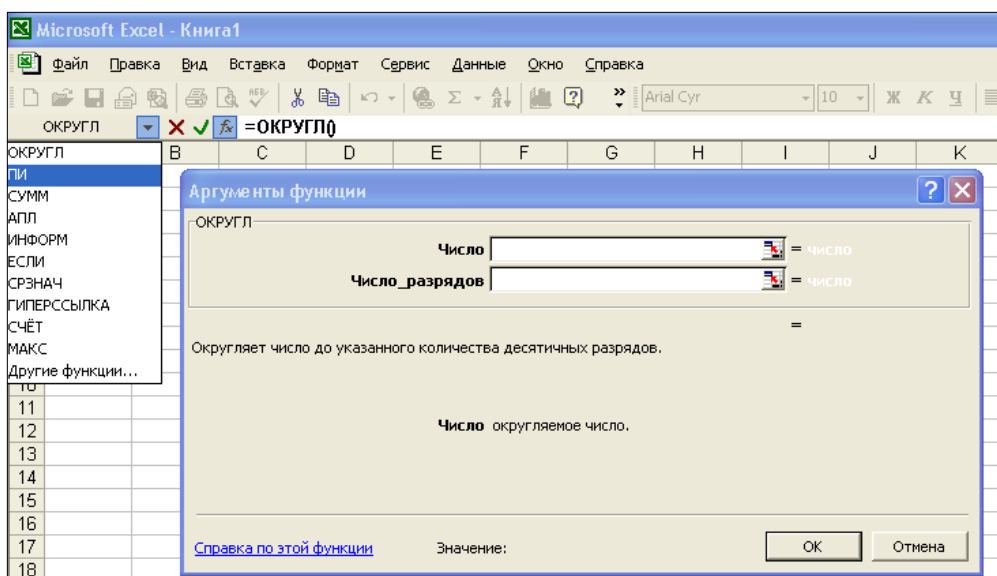 Microsoft Excel - Книга1
Файл Правка Вид Вставка Формат Сервис Данные Окно Справка
Arial Cyr 10 Ж К Ч
ОКРУГЛ =ОКРУГЛ()
B C D E F G H I J K
ОКРУГЛ
ПИ
СУММ
АПЛ
ИНФОРМ
ЕСЛИ
СРЗНАЧ
ГИПЕРССЫЛКА
СЧЁТ
МАКС
Другие функции...
10
11
12
13
14
15
16
17
18
Аргументы функции
ОКРУГЛ
Число = число
Число_разрядов = число
=
Округляет число до указанного количества десятичных разрядов.
Число округляемое число.
Справка по этой функции Значение: ОК Отмена